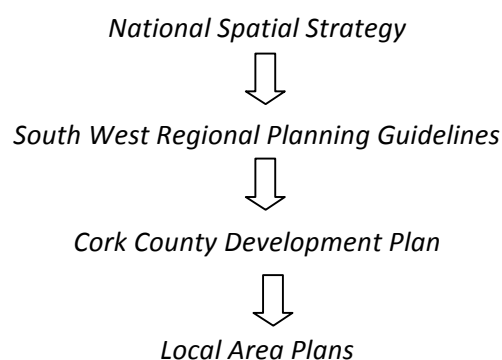 National Spatial Strategy
South West Regional Planning Guidelines
Cork County Development Plan
Local Area Plans